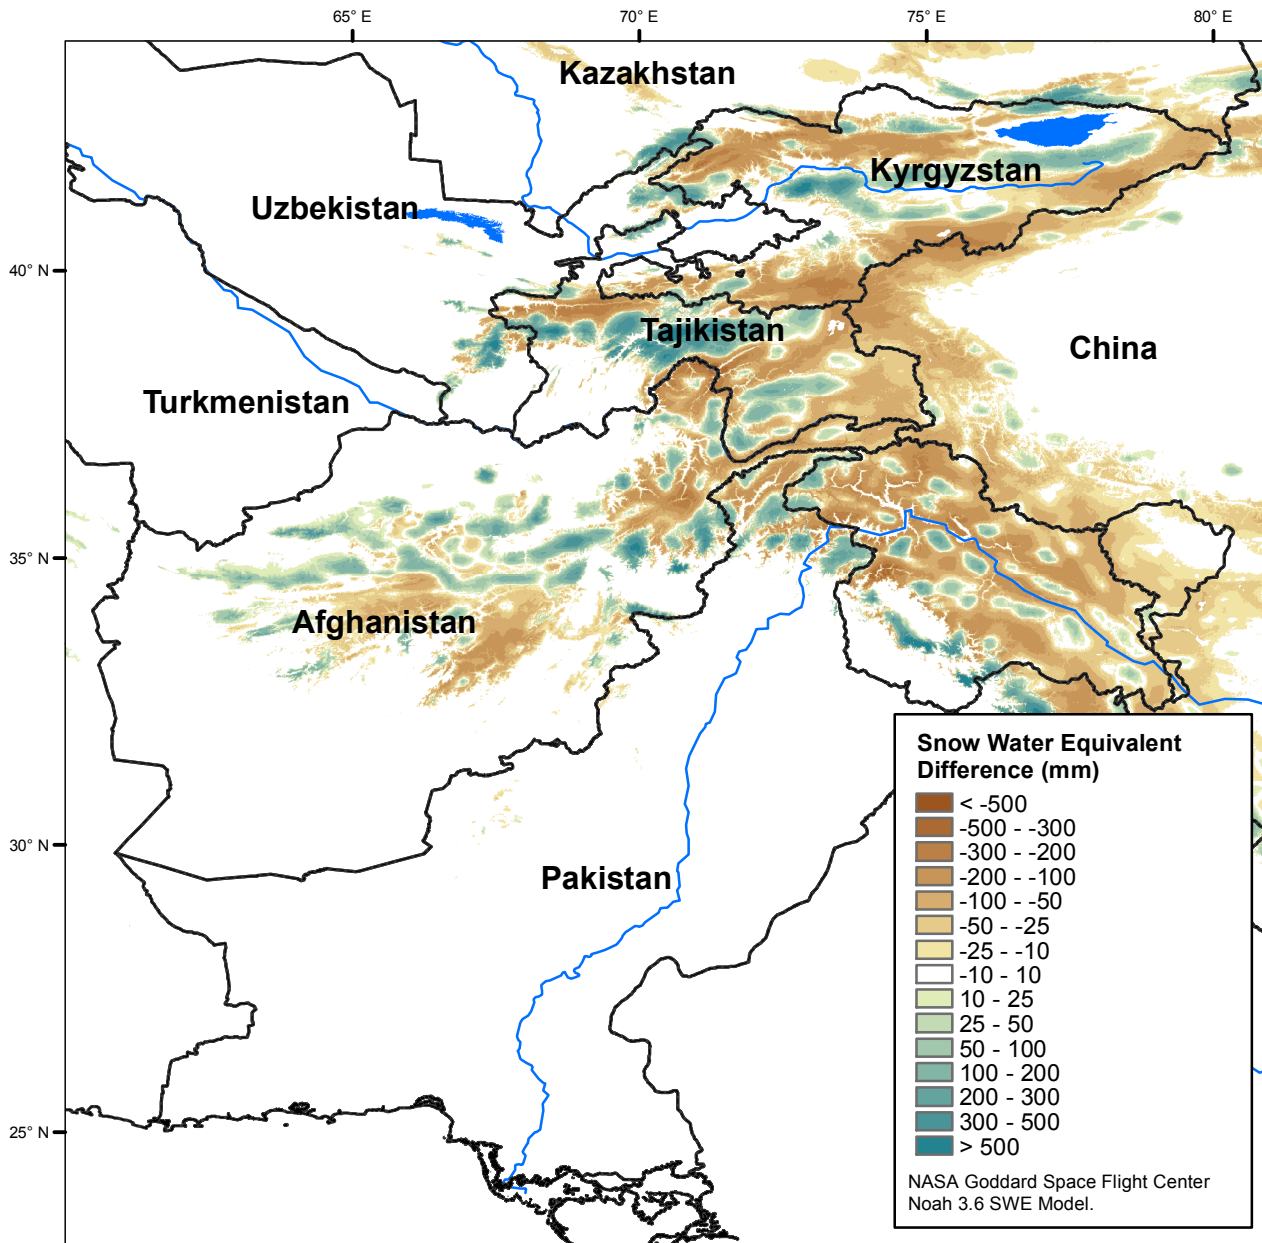 65° E
70° E
75° E
80° E
Kazakhstan
Kyrgyzstan
Uzbekistan
40° N
Tajikistan
China
Turkmenistan
35° N
Afghanistan
Snow Water Equivalent
Difference (mm)
< -500
-500 - -300
-300 - -200
-200 - -100
-100 - -50
-50 - -25
-25 - -10
-10 - 10
10 - 25
25 - 50
50 - 100
100 - 200
200 - 300
300 - 500
> 500
NASA Goddard Space Flight Center
Noah 3.6 SWE Model.
30° N
Pakistan
25° N